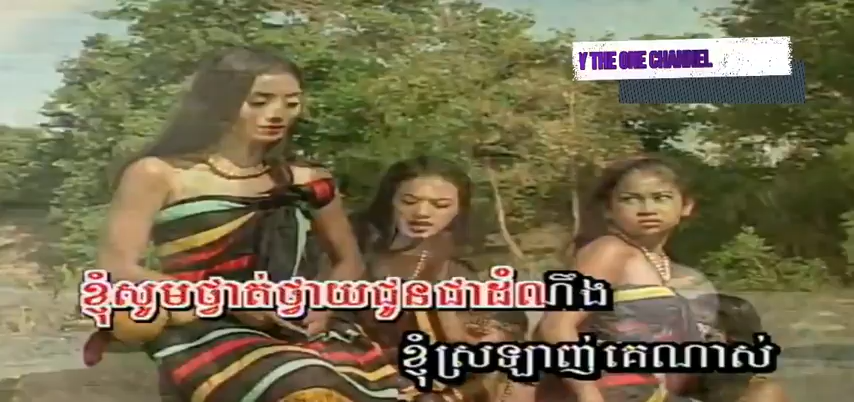 Y THE ONE CHANNEL
ខ្ញុំសូមថ្វាត់ថ្វាយជូនជាដំណឹង
ខ្ញុំស្រឡាញ់គេណាស់